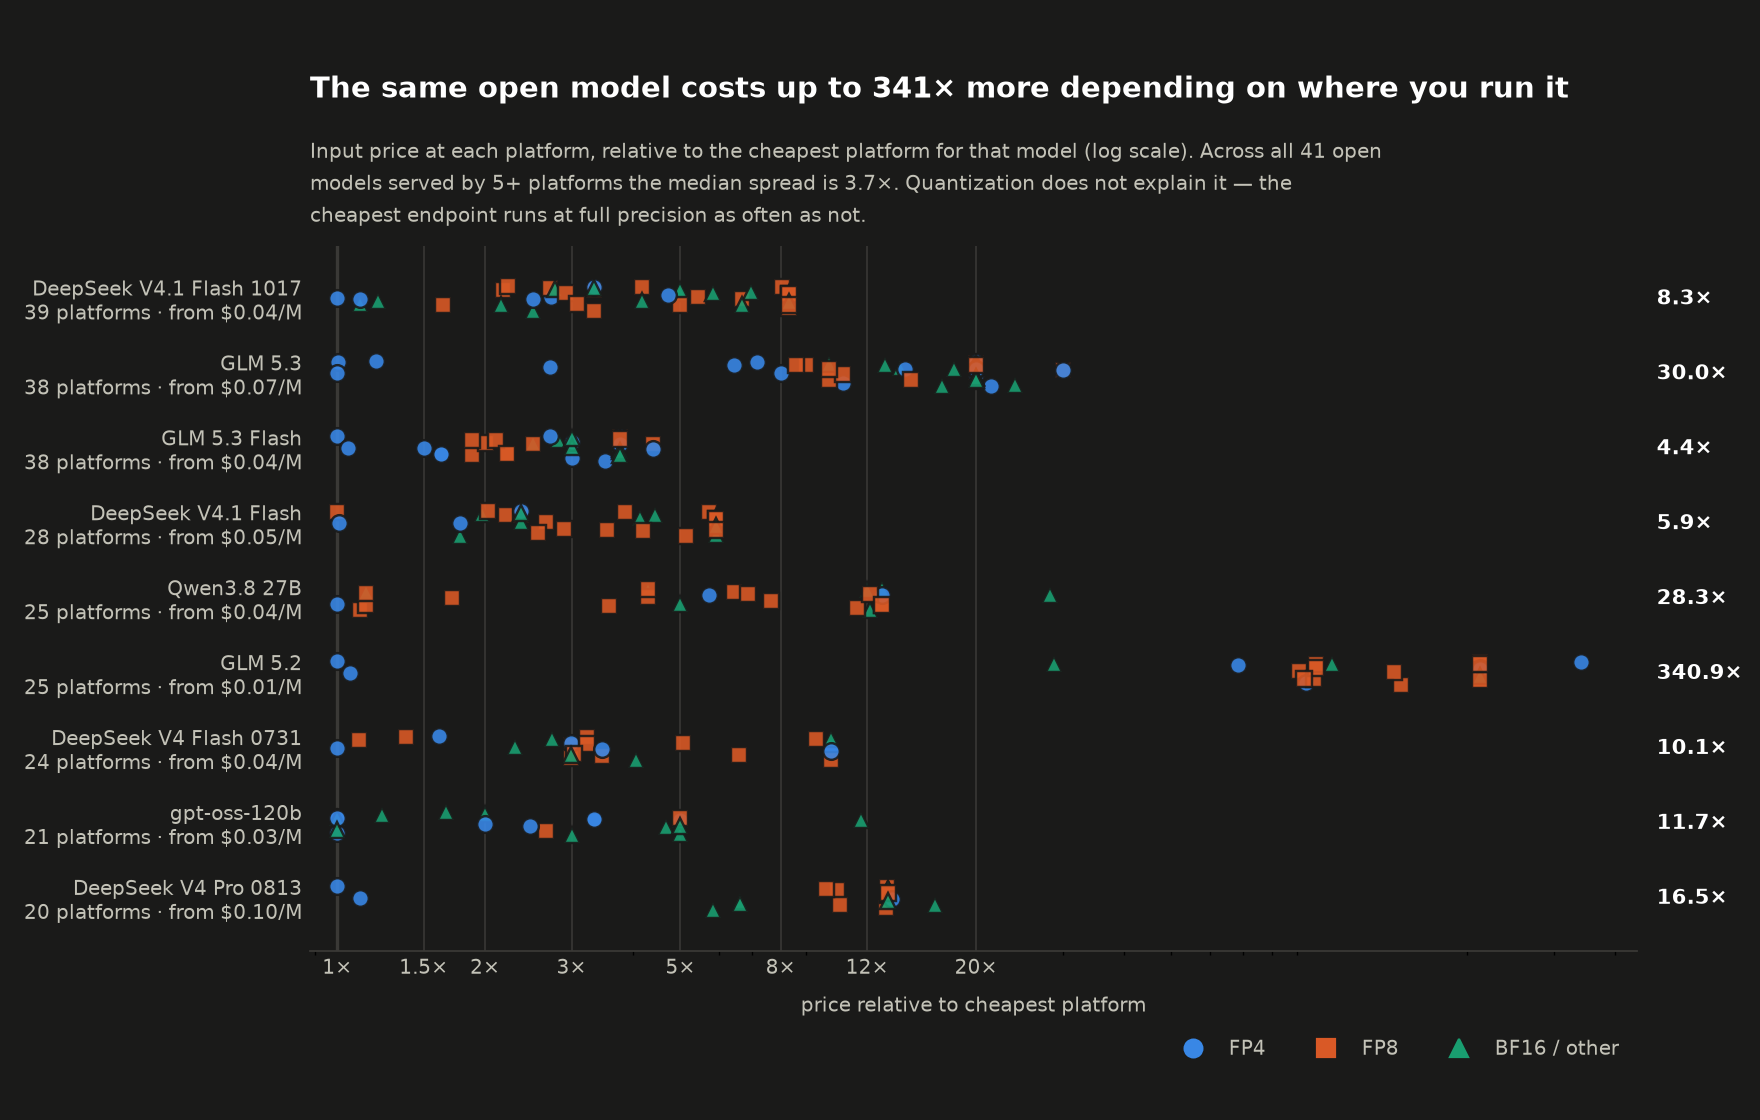 The same open model costs up to 341× more depending on where you run it
Input price at each platform, relative to the cheapest platform for that model (log scale). Across all 41 open
models served by 5+ platforms the median spread is 3.7×. Quantization does not explain it — the
cheapest endpoint runs at full precision as often as not.
DeepSeek V4.1 Flash 1017
39 platforms · from $0.04/M
8.3×
GLM 5.3
38 platforms · from $0.07/M
30.0×
GLM 5.3 Flash
38 platforms · from $0.04/M
4.4×
DeepSeek V4.1 Flash
28 platforms · from $0.05/M
5.9×
Qwen3.8 27B
25 platforms · from $0.04/M
28.3×
GLM 5.2
25 platforms · from $0.01/M
340.9×
DeepSeek V4 Flash 0731
24 platforms · from $0.04/M
10.1×
gpt-oss-120b
21 platforms · from $0.03/M
11.7×
DeepSeek V4 Pro 0813
20 platforms · from $0.10/M
16.5×
1× 1.5× 2× 3× 5× 8× 12× 20×
price relative to cheapest platform
FP4 FP8 BF16 / other